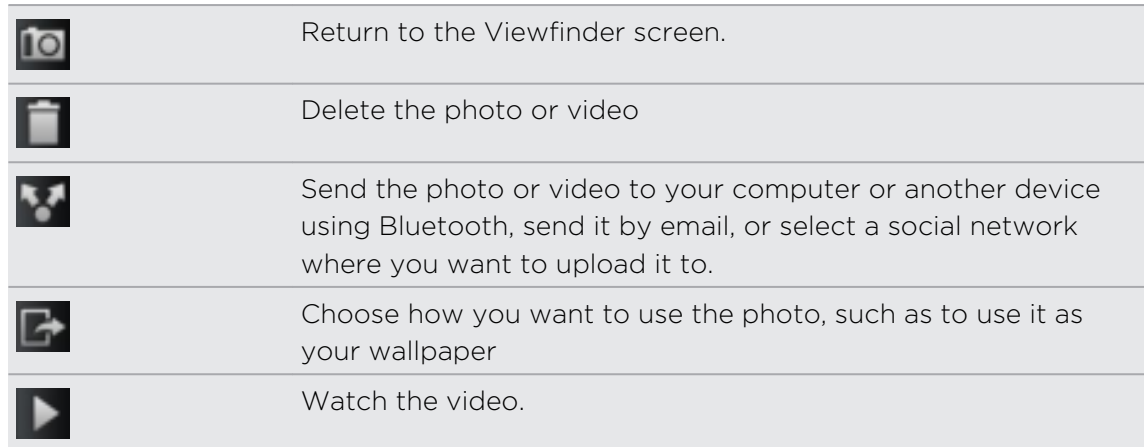 Return to the Viewfinder screen.
Delete the photo or video
Send the photo or video to your computer or another device
using Bluetooth, send it by email, or select a social network
where you want to upload it to.
Choose how you want to use the photo, such as to use it as
your wallpaper
Watch the video.